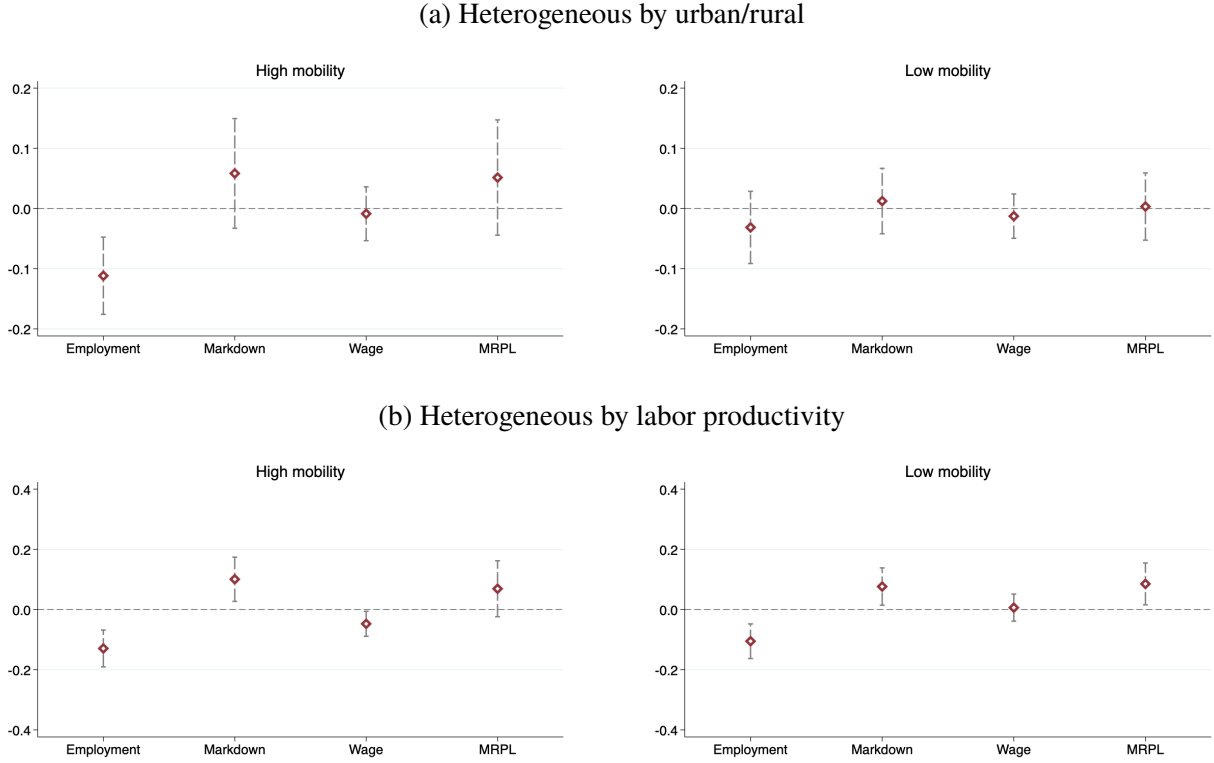 (a) Heterogeneous by urban/rural
High mobility
Low mobility
0.2
0.1
0.0
-0.1
-0.2
Employment Markdown Wage MRPL
0.2
0.1
0.0
-0.1
-0.2
Employment Markdown Wage MRPL
(b) Heterogeneous by labor productivity
High mobility
Low mobility
0.4
0.2
0.0
-0.2
-0.4
Employment Markdown Wage MRPL
0.4
0.2
0.0
-0.2
-0.4
Employment Markdown Wage MRPL